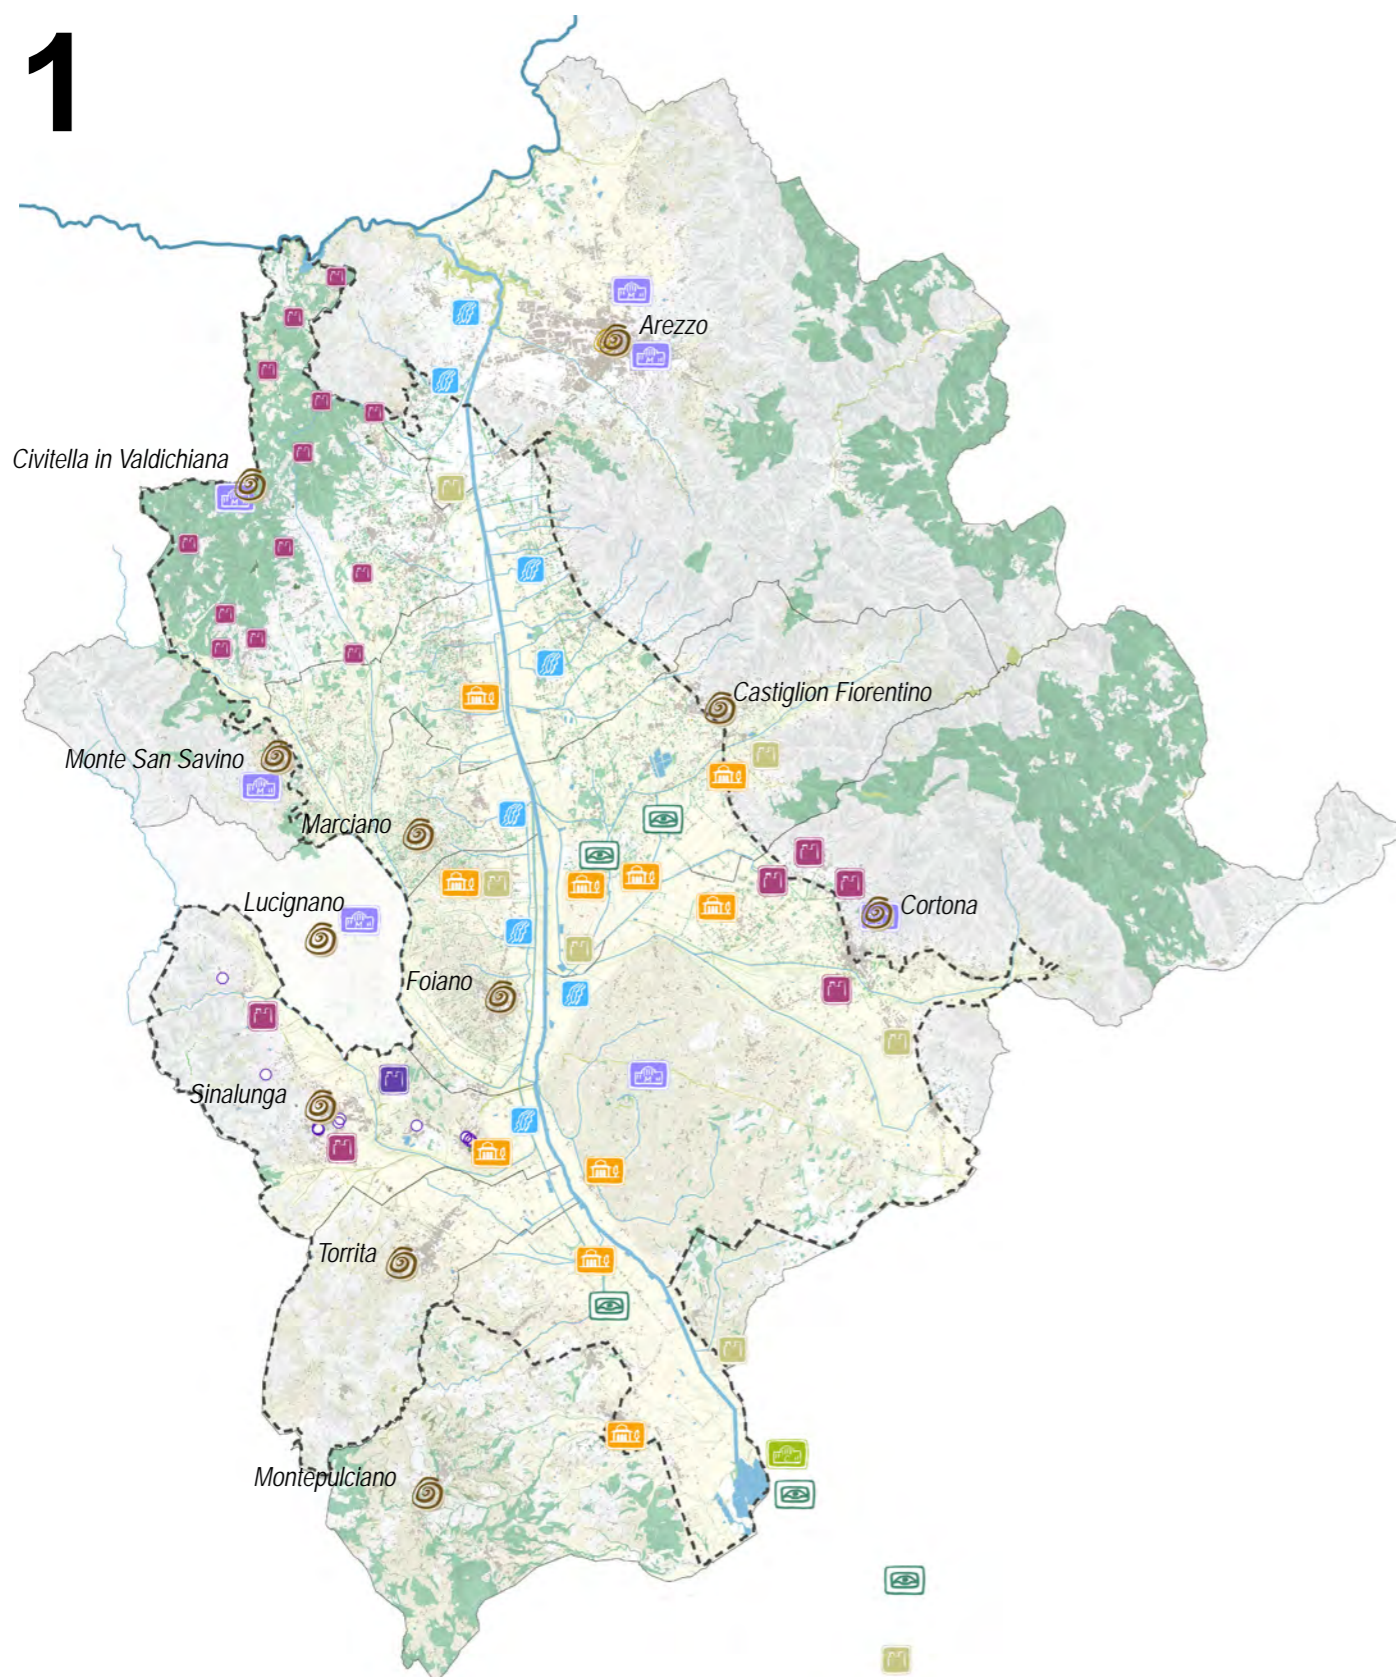 1
Arezzo
Civitella in Valdichiana
Castiglion Fiorentino
Monte San Savino
Marciano
Lucignano
Cortona
Foiano
Sinalunga
Torrita
Montepulciano